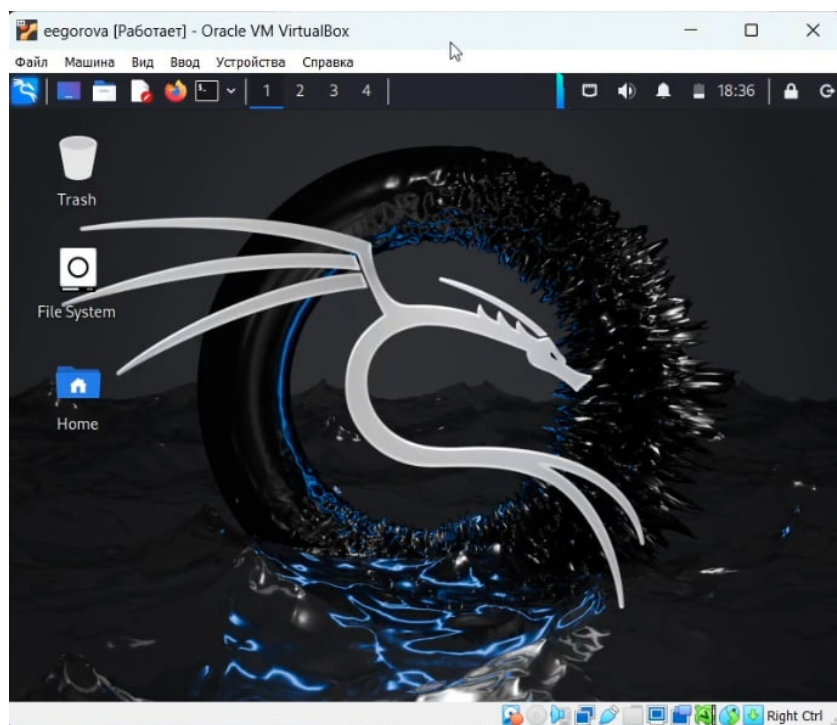 eegorova [Работает] - Oracle VM VirtualBox
Файл Машина Вид Ввод Устройства Справка
1 2 3 4 18:36
Trash
File System
Home
Right Ctrl